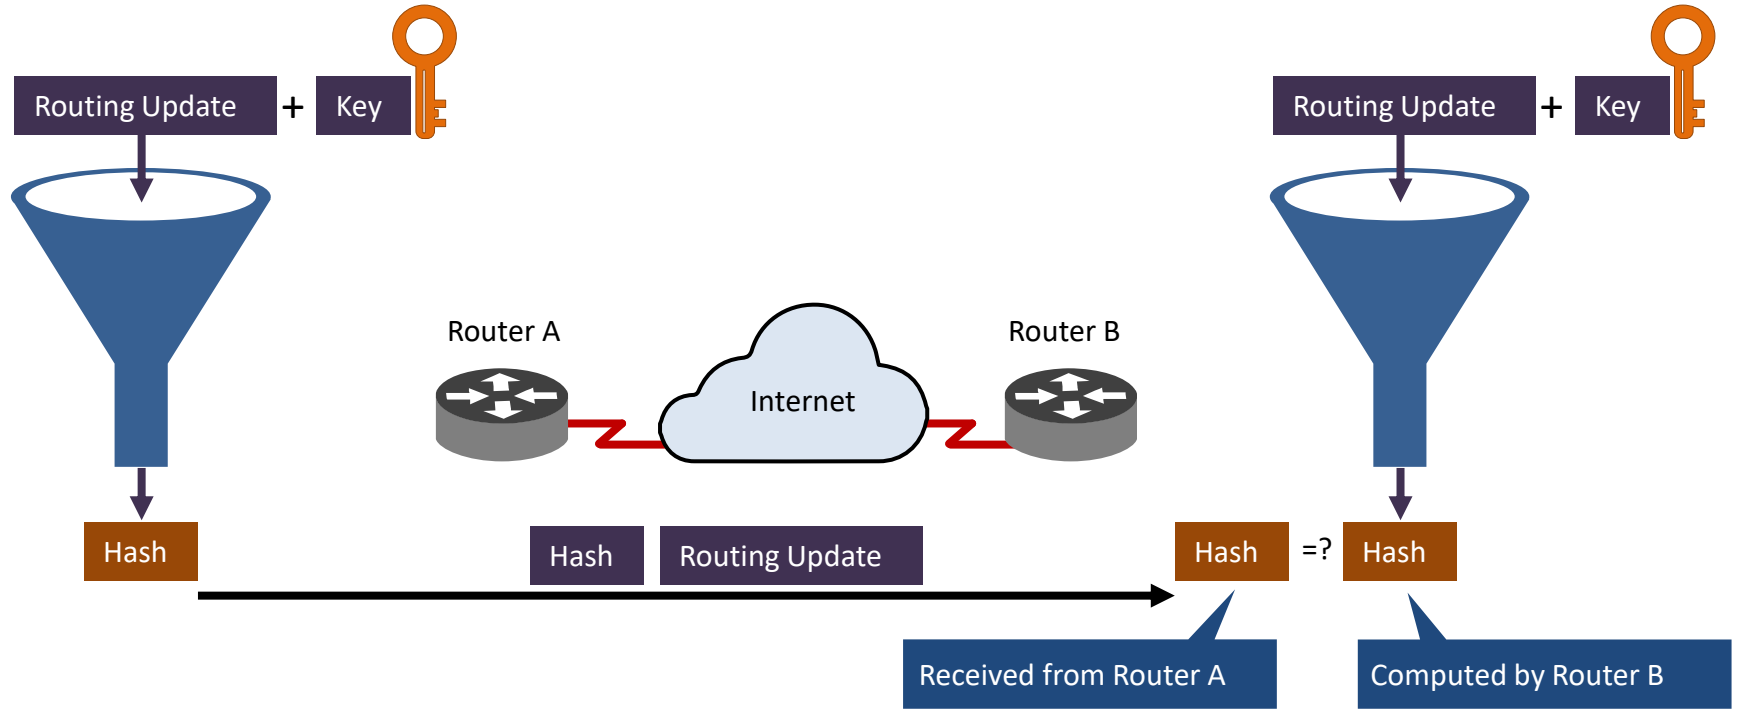 Routing Update + Key
Routing Update + Key
Router A
Internet
Router B
Hash
Hash Routing Update
Hash =? Hash
Received from Router A
Computed by Router B